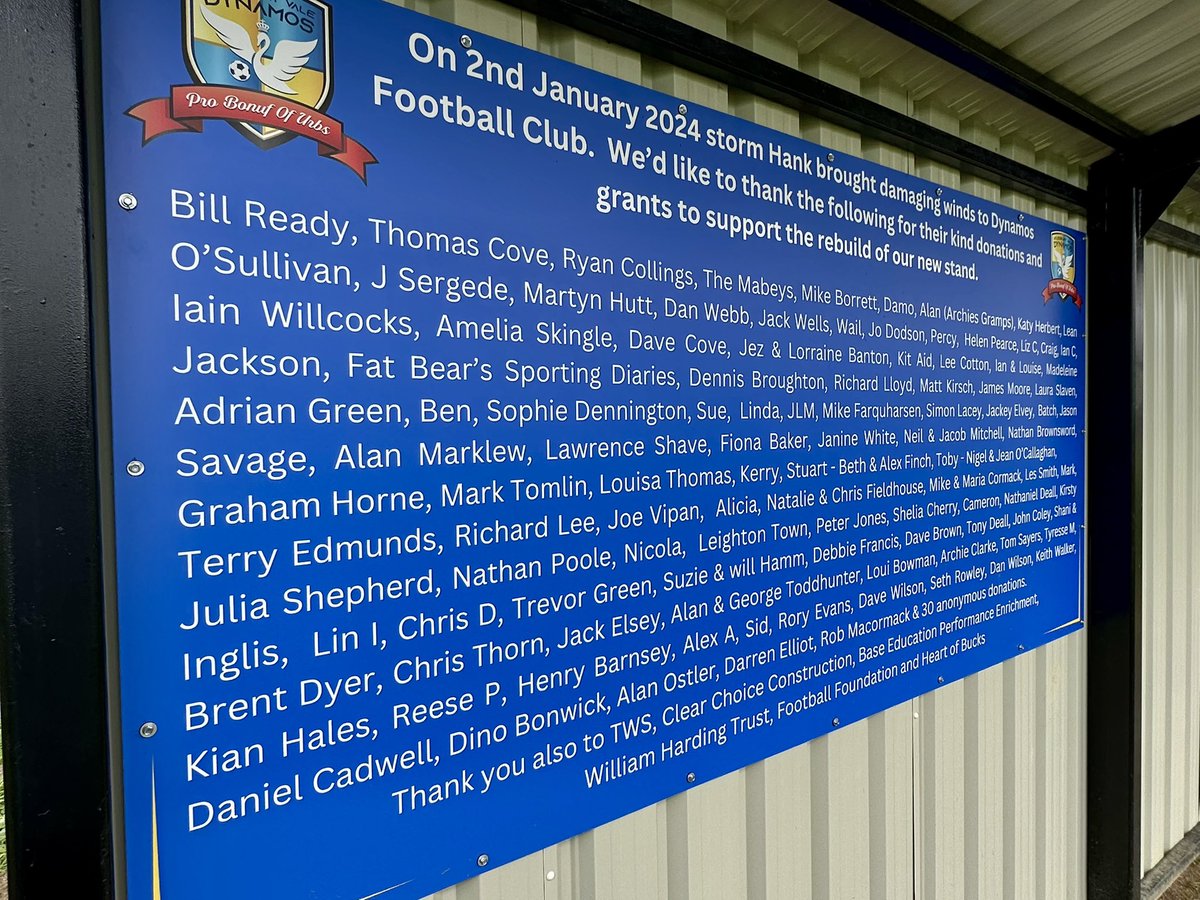 VALE
DYNAMOS
Pro Bonuf Of Urbs
On 2nd January 2024 storm Hank brought damaging winds to Dynamos
Football Club. We'd like to thank the following for their kind donations and
grants to support the rebuild of our new stand.
Bill Ready, Thomas Cove, Ryan Collings, The Mabeys, Mike Borrett, Damo, Alan (Archies Gramps), Katy Herbert, Lean
O'Sullivan, J Sergede, Martyn Hutt, Dan Webb, Jack Wells, Wail, Jo Dodson, Percy, Helen Pearce, Liz C, Craig, Ian C,
Iain Willcocks, Amelia Skingle, Dave Cove, Jez & Lorraine Banton, Kit Aid, Lee Cotton, Ian & Louise, Madeleine
Jackson, Fat Bear's Sporting Diaries, Dennis Broughton, Richard Lloyd, Matt Kirsch, James Moore, Laura Slaven,
Adrian Green, Ben, Sophie Dennington, Sue, Linda, JLM, Mike Farquharsen, Simon Lacey, Jackey Elvey, Batch, Jason
Savage, Alan Marklew, Lawrence Shave, Fiona Baker, Janine White, Neil & Jacob Mitchell, Nathan Brownsword,
Graham Horne, Mark Tomlin, Louisa Thomas, Kerry, Stuart - Beth & Alex Finch, Toby - Nigel & Jean O'Callaghan,
Terry Edmunds, Richard Lee, Joe Vipan, Alicia, Natalie & Chris Fieldhouse, Mike & Maria Cormack, Les Smith, Mark,
Julia Shepherd, Nathan Poole, Nicola, Leighton Town, Peter Jones, Shelia Cherry, Cameron, Nathaniel Deall, Kirsty
Inglis, Lin I, Chris D, Trevor Green, Suzie & will Hamm, Debbie Francis, Dave Brown, Tony Deall, John Coley, Shani &
Brent Dyer, Chris Thorn, Jack Elsey, Alan & George Toddhunter, Loui Bowman, Archie Clarke, Tom Sayers, Tyresse M,
Kian Hales, Reese P, Henry Barnsey, Alex A, Sid, Rory Evans, Dave Wilson, Seth Rowley, Dan Wilson, Keith Walker,
Daniel Cadwell, Dino Bonwick, Alan Ostler, Darren Elliot, Rob Macormack & 30 anonymous donations.
Thank you also to TWS, Clear Choice Construction, Base Education Performance Enrichment,
William Harding Trust, Football Foundation and Heart of Bucks